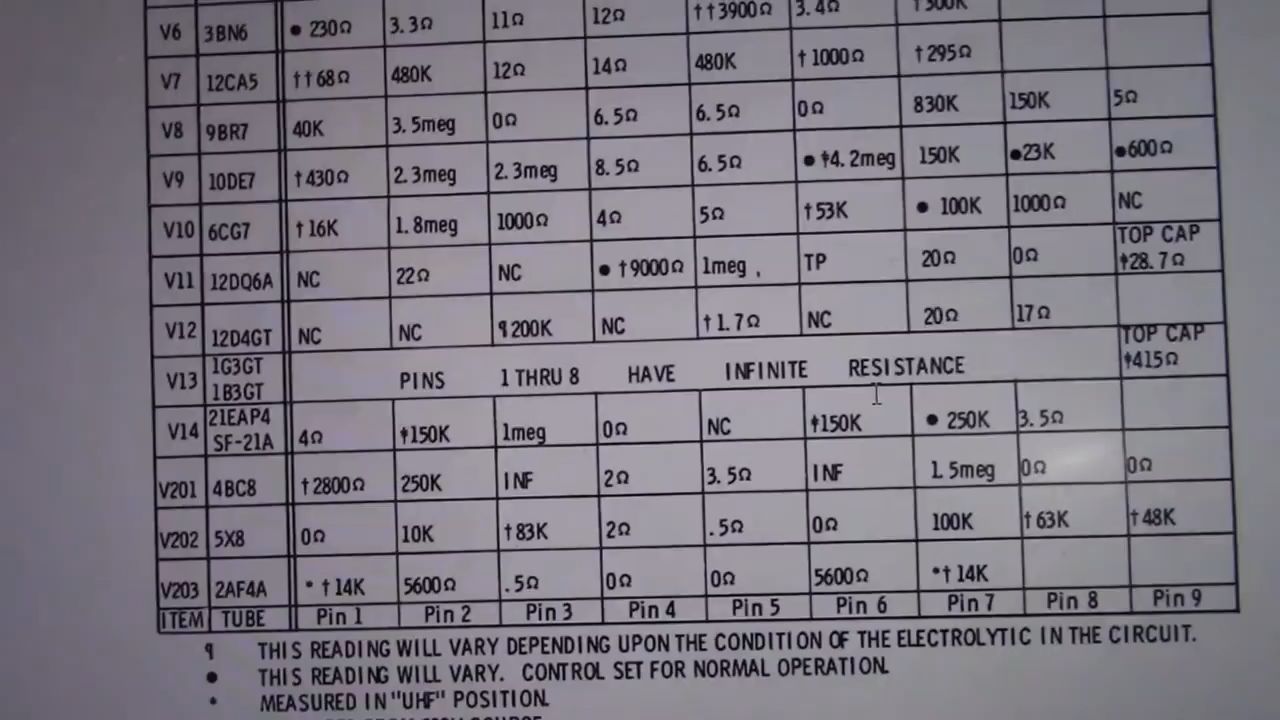 V6 3BN6 • 230Ω 3.3Ω 11Ω 12Ω ††3900Ω 3.4Ω †300K
V7 12CA5 ††68Ω 480K 12Ω 14Ω 480K †1000Ω †295Ω
V8 9BR7 40K 3.5meg 0Ω 6.5Ω 6.5Ω 0Ω 830K 150K 5Ω
V9 10DE7 †430Ω 2.3meg 2.3meg 8.5Ω 6.5Ω • †4.2meg 150K •23K •600Ω
V10 6CG7 †16K 1.8meg 1000Ω 4Ω 5Ω †53K • 100K 1000Ω NC
V11 12DQ6A NC 22Ω NC • †9000Ω 1meg . TP 20Ω 0Ω TOP CAP
†28.7Ω
V12 12D4GT NC NC ¶200K NC †1.7Ω NC 20Ω 17Ω
V13 1G3GT
1B3GT PINS 1 THRU 8 HAVE INFINITE RESISTANCE TOP CAP
†415Ω
V14 21EAP4
SF-21A 4Ω †150K 1meg 0Ω NC †150K • 250K 3.5Ω
V201 4BC8 †2800Ω 250K INF 2Ω 3.5Ω INF 1.5meg 0Ω 0Ω
V202 5X8 0Ω 10K †83K 2Ω .5Ω 0Ω 100K †63K †48K
V203 2AF4A * †14K 5600Ω .5Ω 0Ω 0Ω 5600Ω *†14K
ITEM TUBE Pin 1 Pin 2 Pin 3 Pin 4 Pin 5 Pin 6 Pin 7 Pin 8 Pin 9
¶ THIS READING WILL VARY DEPENDING UPON THE CONDITION OF THE ELECTROLYTIC IN THE CIRCUIT.
• THIS READING WILL VARY. CONTROL SET FOR NORMAL OPERATION.
* MEASURED IN "UHF" POSITION.